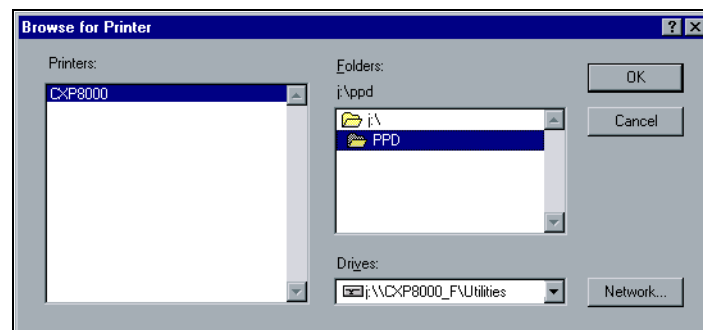 Browse for Printer
Printers:
CXP8000
Folders:
j:\ppd
j:\
PPD
Drives:
j:\\CXP8000_F\Utilities
OK
Cancel
Network...